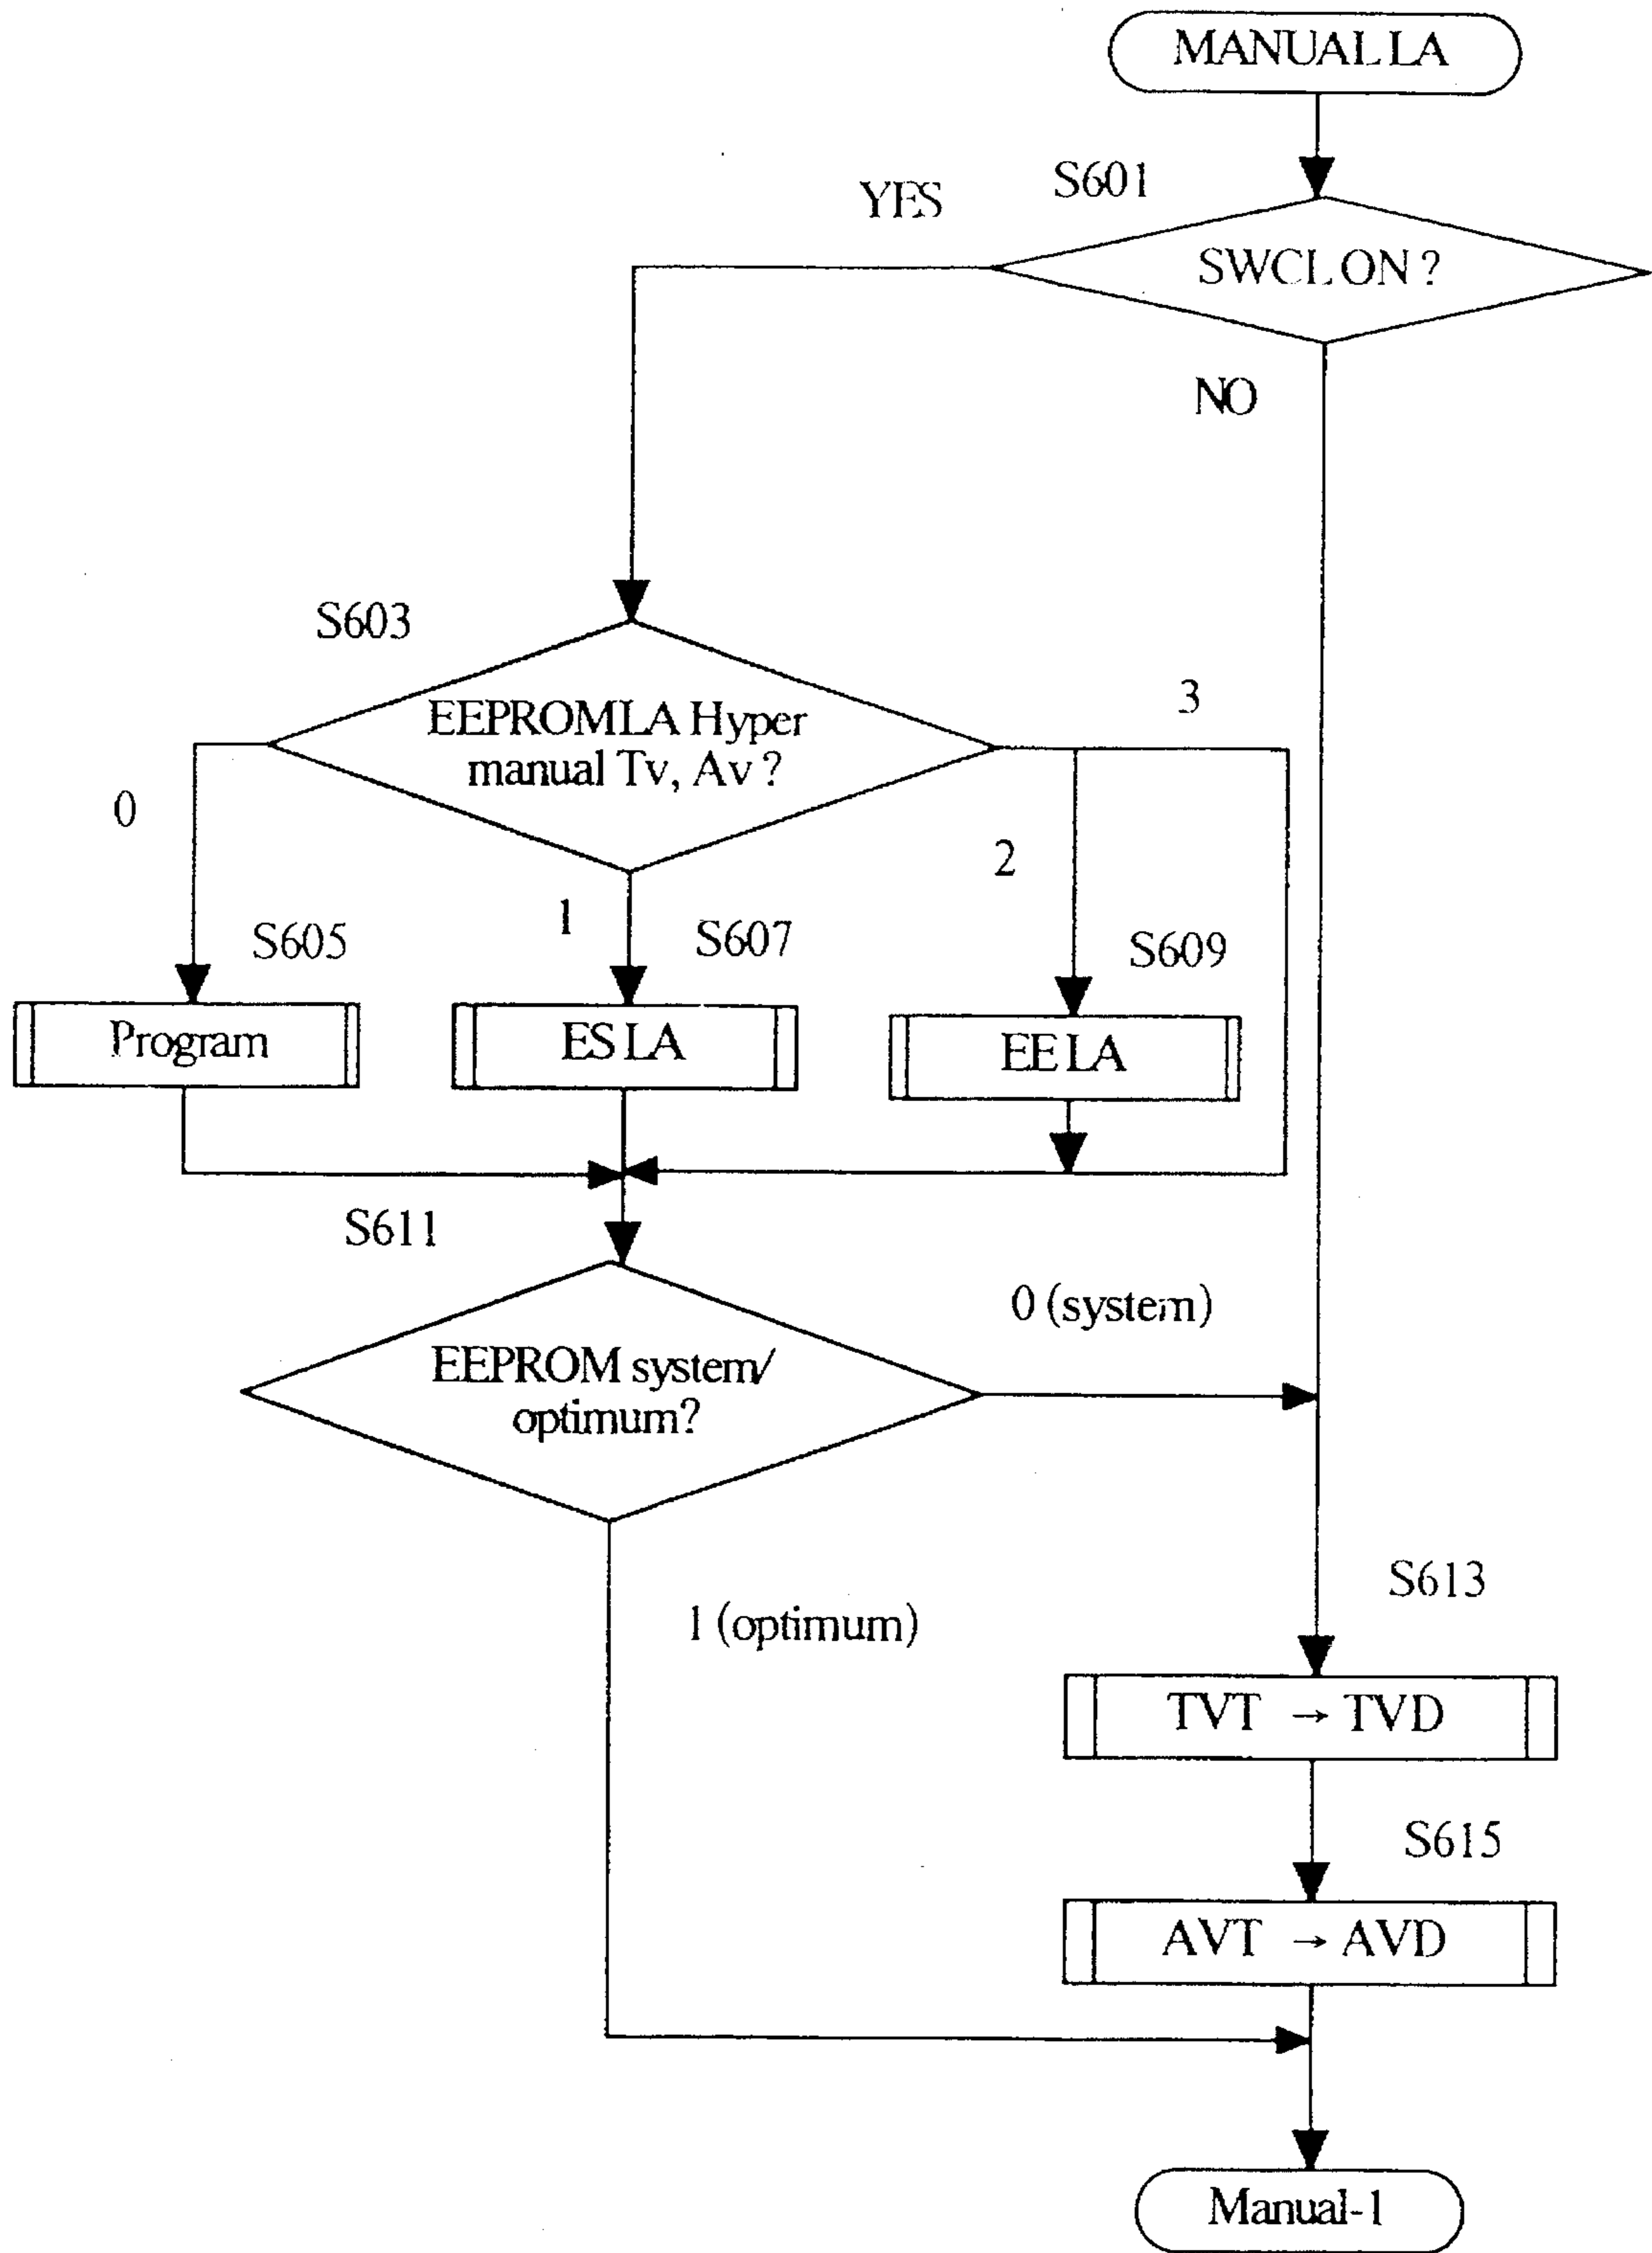 MANUAL LA
S601
YES
SWCL ON ?
NO
S603
EEPROMLA Hyper
manual Tv, Av ?
3
0
2
1
S605
S607
S609
Program
ES LA
EE LA
S611
0 (system)
EEPROM system/
optimum?
S613
1 (optimum)
TVT → TVD
S615
AVT → AVD
Manual-1